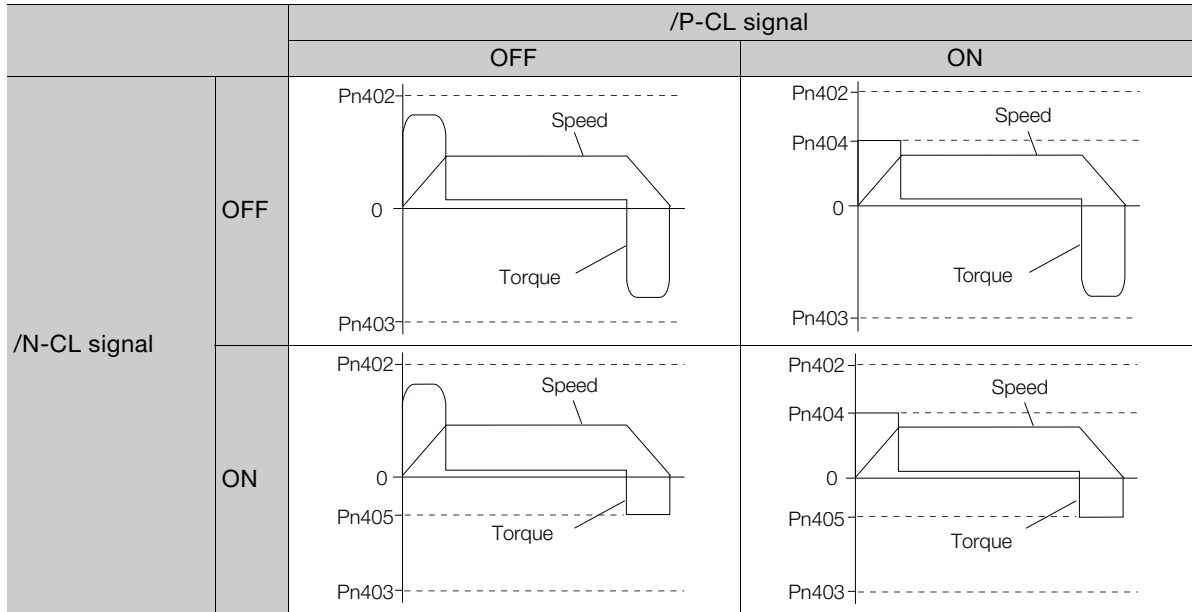 /P-CL signal
OFF
ON
/N-CL signal
OFF
Pn402
Speed
0
Torque
Pn403
Pn402
Pn404
Speed
0
Torque
Pn403
ON
Pn402
Speed
0
Pn405
Torque
Pn403
Pn402
Pn404
Speed
0
Pn405
Torque
Pn403